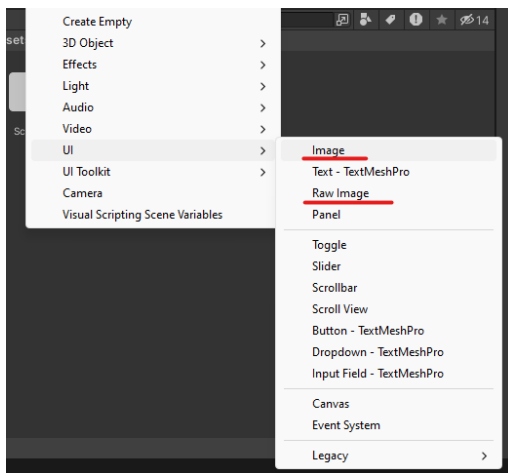 Create Empty
14
3D Object
set
Effects
Light
Audio
Sc
Video
UI
Image
UI Toolkit
Text - TextMeshPro
Camera
Raw Image
Visual Scripting Scene Variables
Panel
Toggle
Slider
Scrollbar
Scroll View
Button - TextMeshPro
Dropdown - TextMeshPro
Input Field - TextMeshPro
Canvas
Event System
Legacy